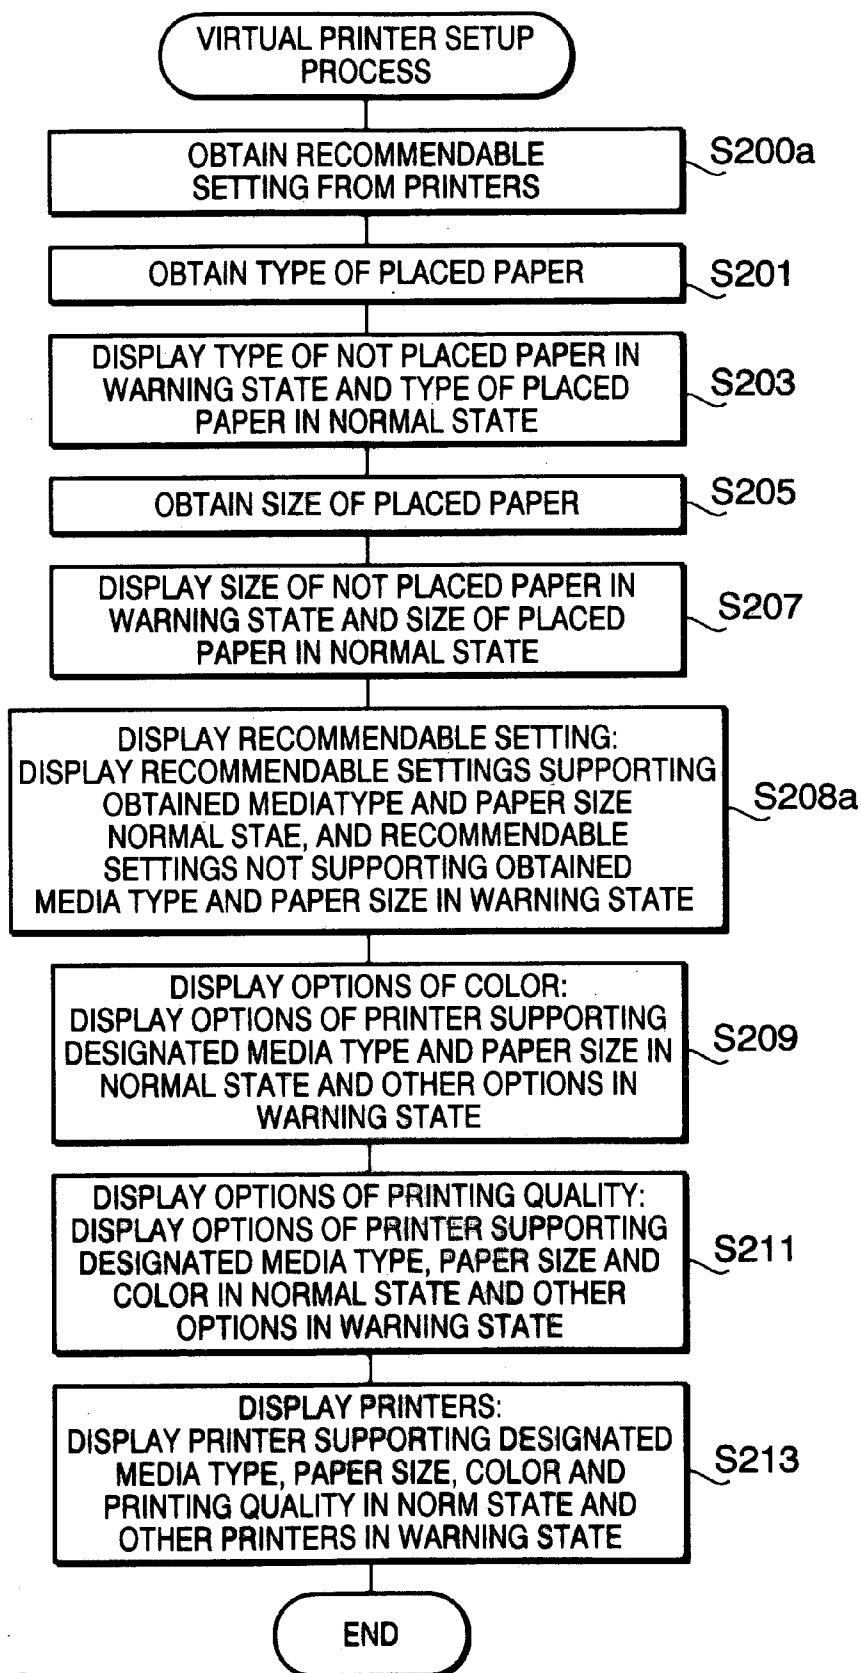 VIRTUAL PRINTER SETUP
PROCESS
OBTAIN RECOMMENDABLE
SETTING FROM PRINTERS
S200a
OBTAIN TYPE OF PLACED PAPER
S201
DISPLAY TYPE OF NOT PLACED PAPER IN
WARNING STATE AND TYPE OF PLACED
PAPER IN NORMAL STATE
S203
OBTAIN SIZE OF PLACED PAPER
S205
DISPLAY SIZE OF NOT PLACED PAPER IN
WARNING STATE AND SIZE OF PLACED
PAPER IN NORMAL STATE
S207
DISPLAY RECOMMENDABLE SETTING:
DISPLAY RECOMMENDABLE SETTINGS SUPPORTING
OBTAINED MEDIATYPE AND PAPER SIZE
NORMAL STAE, AND RECOMMENDABLE
SETTINGS NOT SUPPORTING OBTAINED
MEDIA TYPE AND PAPER SIZE IN WARNING STATE
S208a
DISPLAY OPTIONS OF COLOR:
DISPLAY OPTIONS OF PRINTER SUPPORTING
DESIGNATED MEDIA TYPE AND PAPER SIZE IN
NORMAL STATE AND OTHER OPTIONS IN
WARNING STATE
S209
DISPLAY OPTIONS OF PRINTING QUALITY:
DISPLAY OPTIONS OF PRINTER SUPPORTING
DESIGNATED MEDIA TYPE, PAPER SIZE AND
COLOR IN NORMAL STATE AND OTHER
OPTIONS IN WARNING STATE
S211
DISPLAY PRINTERS:
DISPLAY PRINTER SUPPORTING DESIGNATED
MEDIA TYPE, PAPER SIZE, COLOR AND
PRINTING QUALITY IN NORM STATE AND
OTHER PRINTERS IN WARNING STATE
S213
END